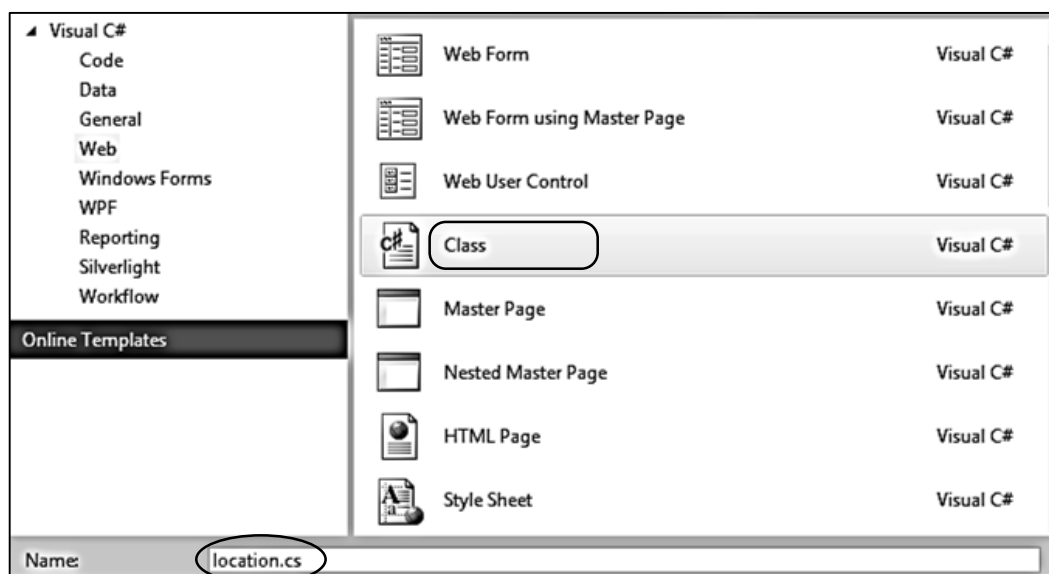 Visual C#
Code
Data
General
Web
Windows Forms
WPF
Reporting
Silverlight
Workflow
Online Templates
Web Form Visual C#
Web Form using Master Page Visual C#
Web User Control Visual C#
Class Visual C#
Master Page Visual C#
Nested Master Page Visual C#
HTML Page Visual C#
Style Sheet Visual C#
Name: location.cs